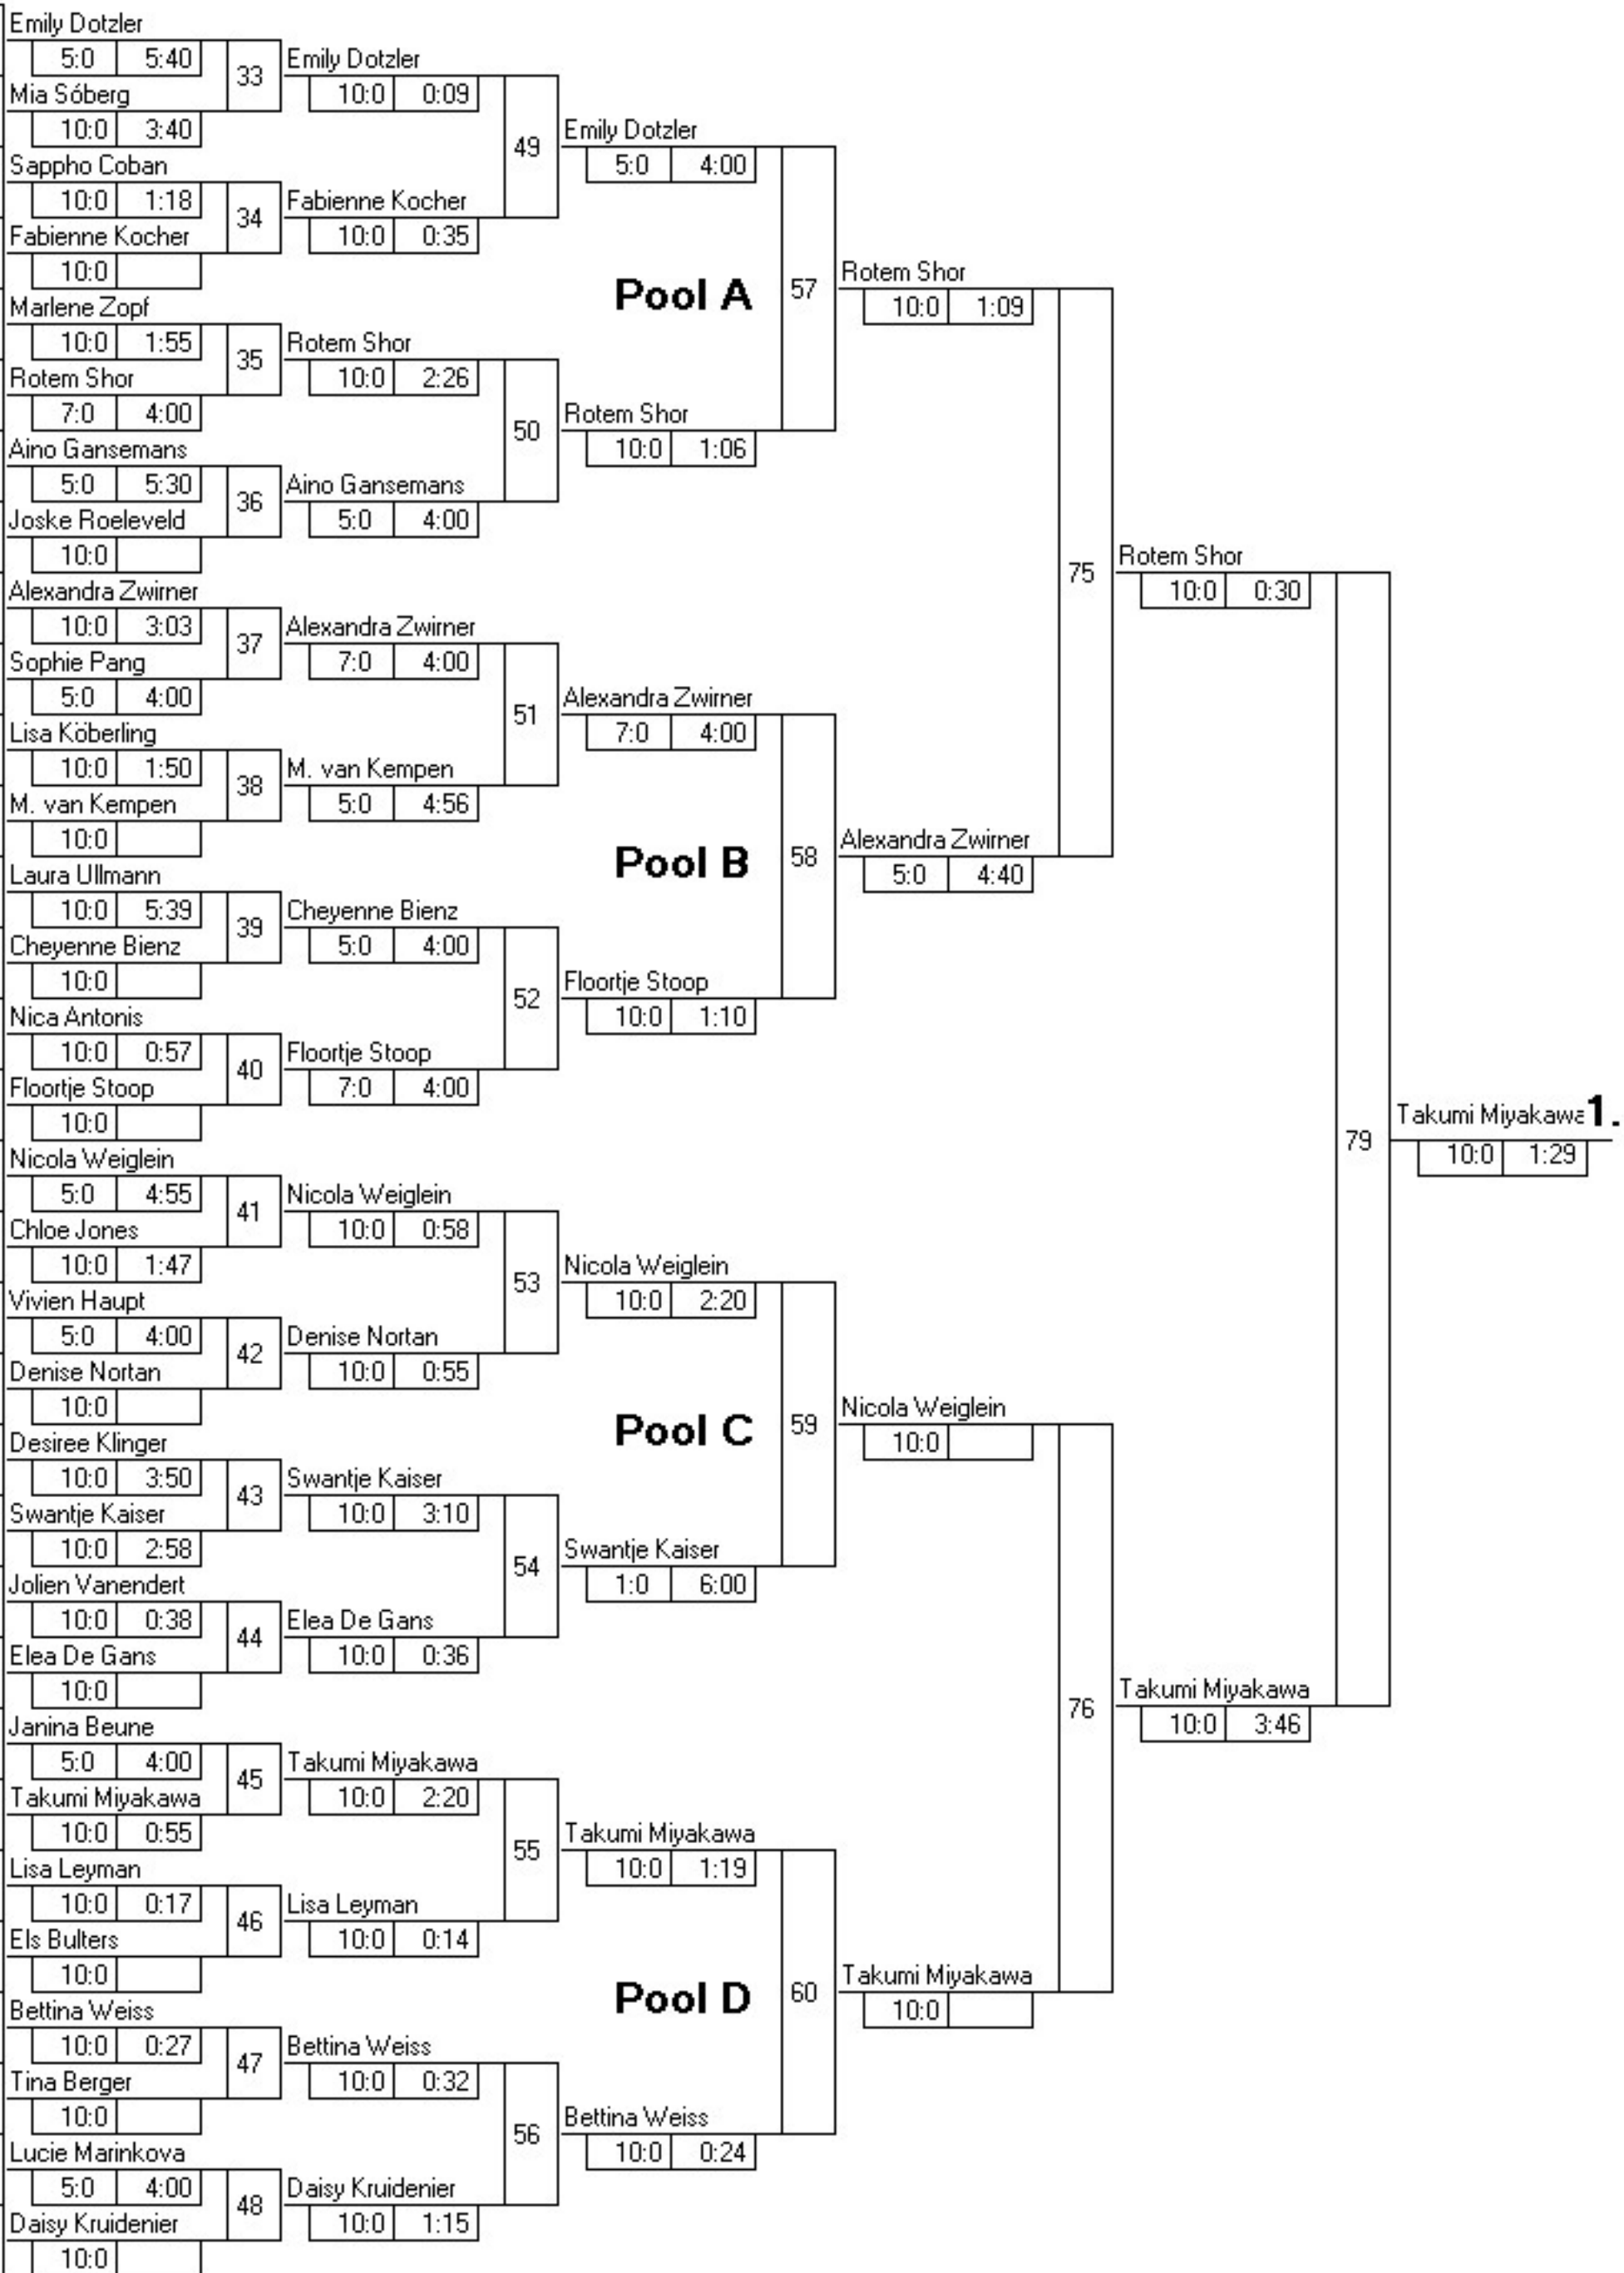 Emily Dotzler
5:0 5:40
33
Mia Sóberg
10:0 3:40
Sappho Coban
10:0 1:18
34
Fabienne Kocher
10:0
Marlene Zopf
10:0 1:55
35
Rotem Shor
7:0 4:00
Aino Gansemans
5:0 5:30
36
Joske Roeleveld
10:0
Alexandra Zwirner
10:0 3:03
37
Sophie Pang
5:0 4:00
Lisa Köberling
10:0 1:50
38
M. van Kempen
10:0
Laura Ullmann
10:0 5:39
39
Cheyenne Bienz
10:0
Nica Antonis
10:0 0:57
40
Floortje Stoop
10:0
Nicola Weiglein
5:0 4:55
41
Chloe Jones
10:0 1:47
Vivien Haupt
5:0 4:00
42
Denise Nortan
10:0
Desiree Klinger
10:0 3:50
43
Swantje Kaiser
10:0 2:58
Jolien Vanendert
10:0 0:38
44
Elea De Gans
10:0
Janina Beune
5:0 4:00
45
Takumi Miyakawa
10:0 0:55
Lisa Leyman
10:0 0:17
46
Els Bulters
10:0
Bettina Weiss
10:0 0:27
47
Tina Berger
10:0
Lucie Marinkova
5:0 4:00
48
Daisy Kruidenier
10:0
Emily Dotzler
10:0 0:09
49
Fabienne Kocher
10:0 0:35
Rotem Shor
10:0 2:26
50
Aino Gansemans
5:0 4:00
Alexandra Zwirner
7:0 4:00
51
M. van Kempen
5:0 4:56
Cheyenne Bienz
5:0 4:00
52
Floortje Stoop
7:0 4:00
Nicola Weiglein
10:0 0:58
53
Denise Nortan
10:0 0:55
Swantje Kaiser
10:0 3:10
54
Elea De Gans
10:0 0:36
Takumi Miyakawa
10:0 2:20
55
Lisa Leyman
10:0 0:14
Bettina Weiss
10:0 0:32
56
Daisy Kruidenier
10:0 1:15
Emily Dotzler
5:0 4:00
Pool A
57
Rotem Shor
10:0 1:06
Alexandra Zwirner
7:0 4:00
Pool B
58
Floortje Stoop
10:0 1:10
Nicola Weiglein
10:0 2:20
Pool C
59
Swantje Kaiser
1:0 6:00
Takumi Miyakawa
10:0 1:19
Pool D
60
Bettina Weiss
10:0 0:24
Rotem Shor
10:0 1:09
75
Alexandra Zwirner
5:0 4:40
Nicola Weiglein
10:0
76
Takumi Miyakawa
10:0
Rotem Shor
10:0 0:30
79
Takumi Miyakawa
10:0 3:46
Takumi Miyakawa 1.
10:0 1:29